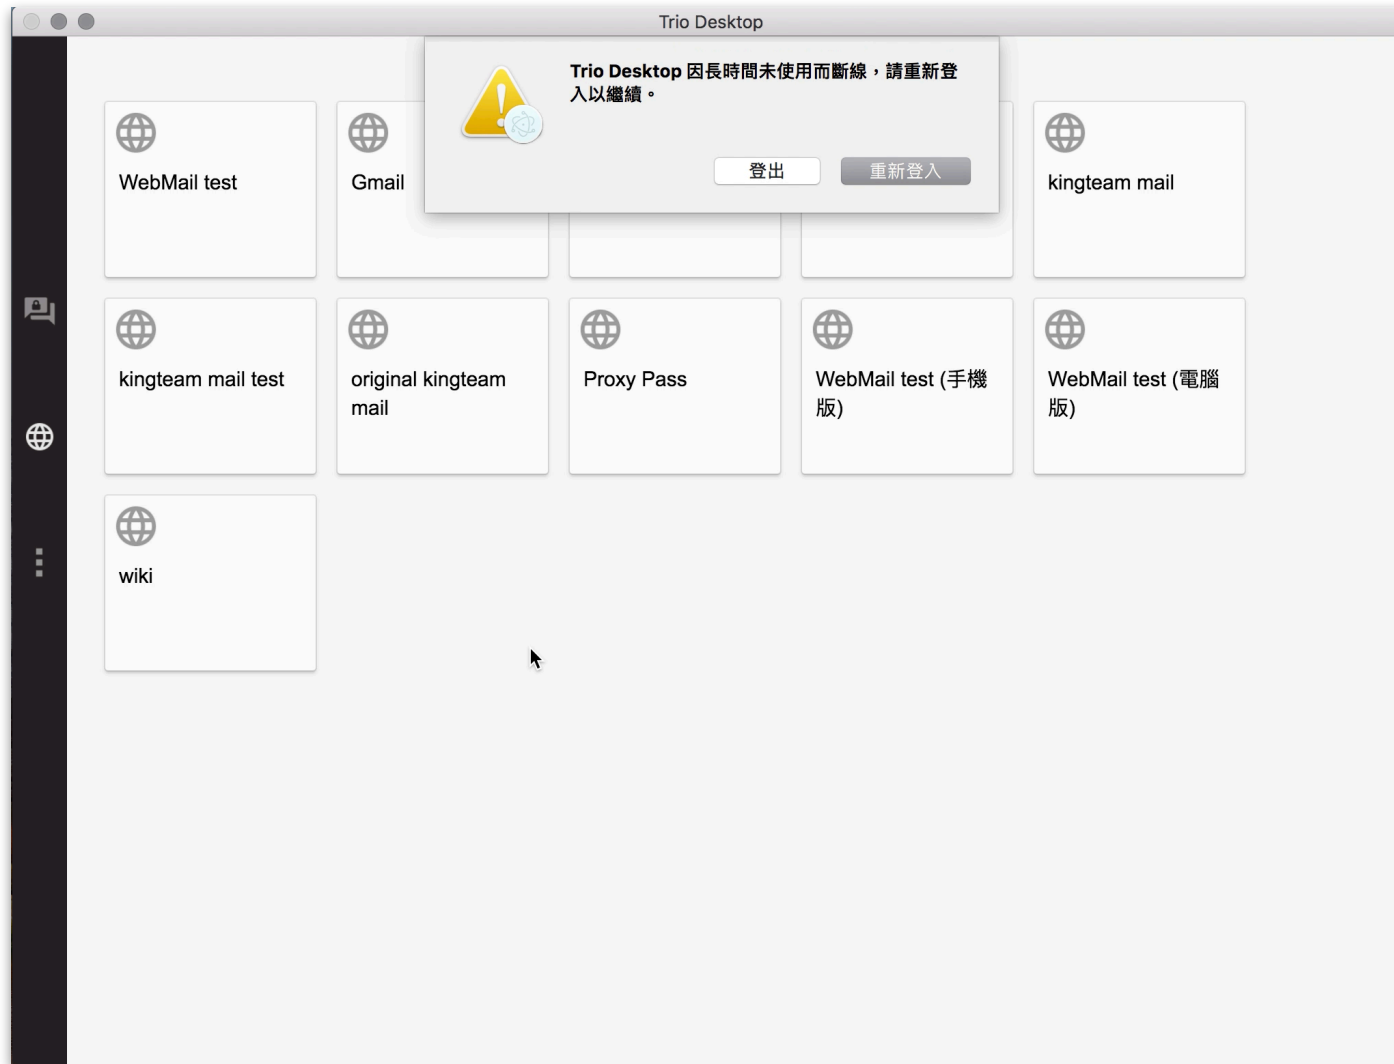 Trio Desktop
Trio Desktop 因長時間未使用而斷線，請重新登
入以繼續。
登出
重新登入
WebMail test
Gmail
kingteam mail
kingteam mail test
original kingteam
mail
Proxy Pass
WebMail test (手機
版)
WebMail test (電腦
版)
wiki